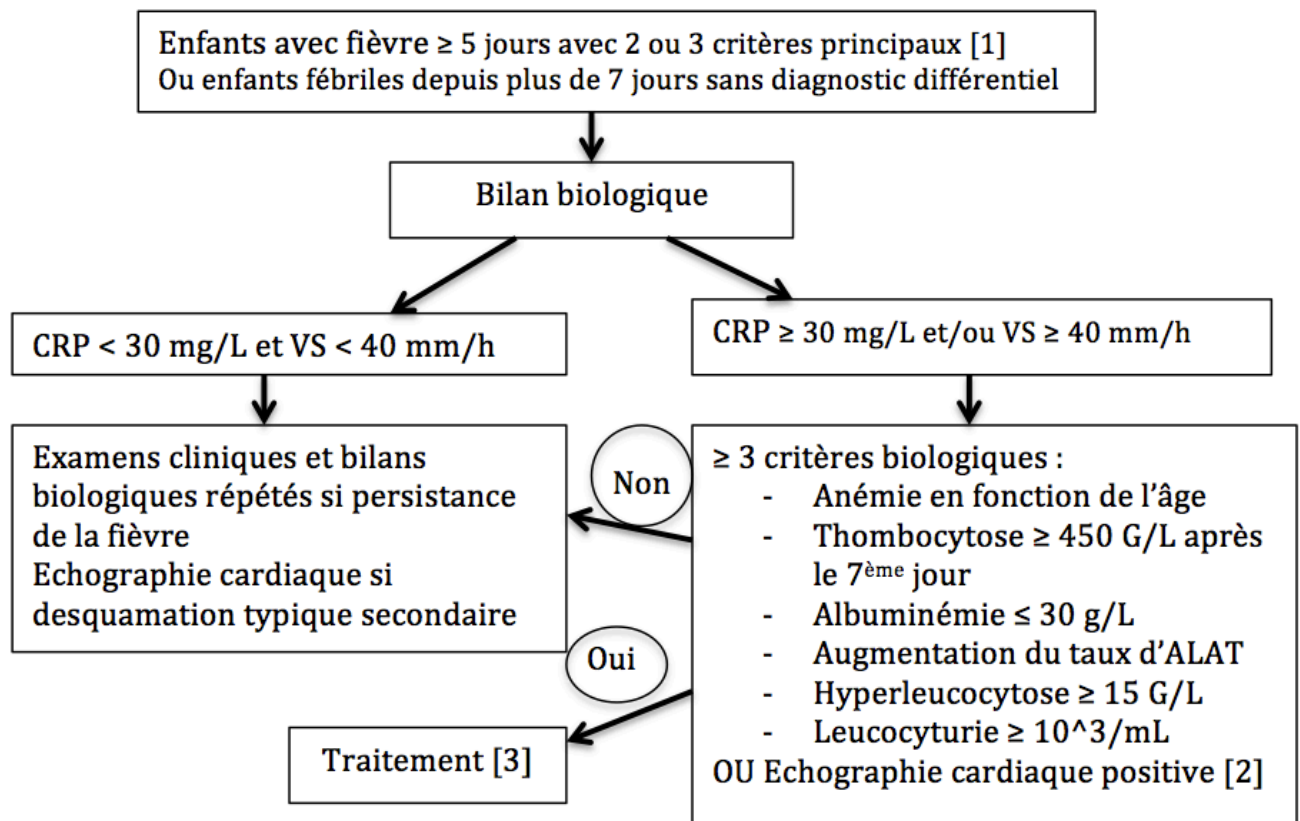 Enfants avec fièvre ≥ 5 jours avec 2 ou 3 critères principaux [1]
Ou enfants fébriles depuis plus de 7 jours sans diagnostic différentiel
Bilan biologique
CRP < 30 mg/L et VS < 40 mm/h
CRP ≥ 30 mg/L et/ou VS ≥ 40 mm/h
Examens cliniques et bilans
biologiques répétés si persistance
de la fièvre
Echographie cardiaque si
desquamation typique secondaire
Non
Oui
≥ 3 critères biologiques :
- Anémie en fonction de l'âge
- Thombocytose ≥ 450 G/L après
le 7ème jour
- Albuminémie ≤ 30 g/L
- Augmentation du taux d'ALAT
- Hyperleucocytose ≥ 15 G/L
- Leucocyturie ≥ 10^3/mL
OU Echographie cardiaque positive [2]
Traitement [3]